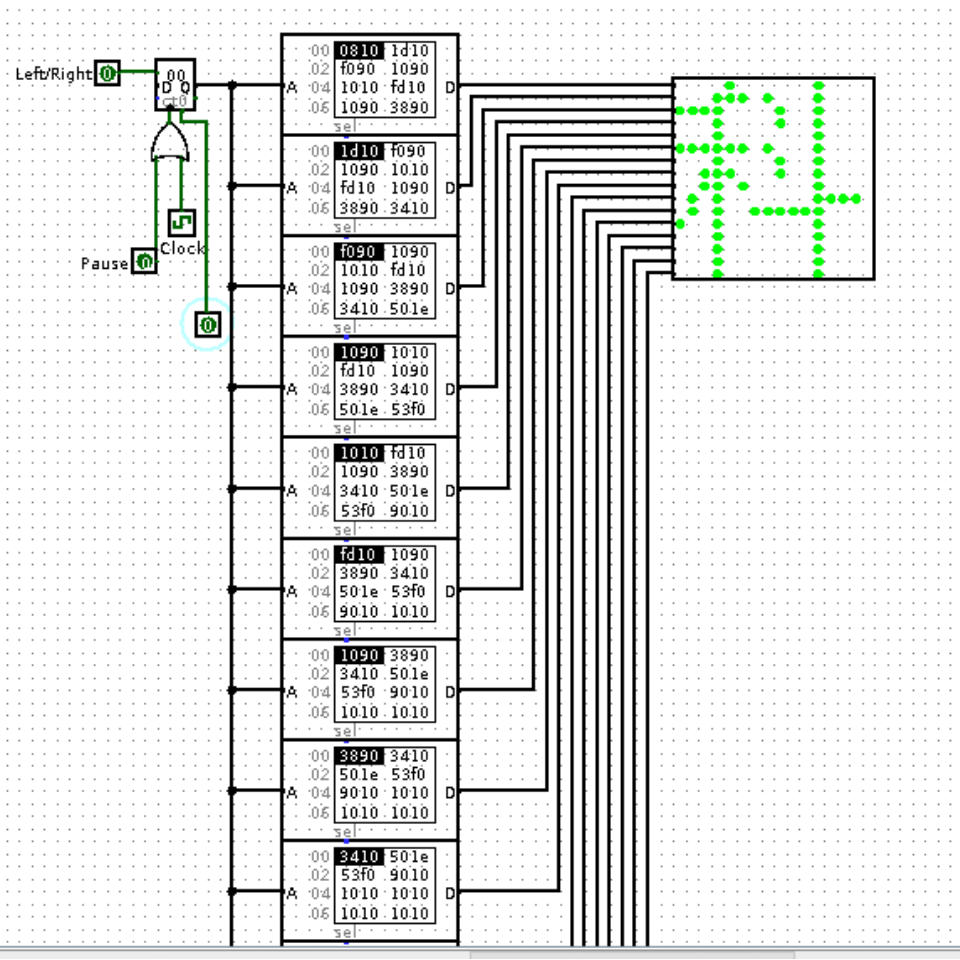 Left/Right
00
D Q
ct0
Clock
Pause
0
00 0810 1d10
02 f090 1090
A 04 1010 fd10 D
06 1090 3890
sel
00 1d10 f090
02 1090 1010
A 04 fd10 1090 D
06 3890 3410
sel
00 f090 1090
02 1010 fd10
A 04 1090 3890 D
06 3410 501e
sel
00 1090 1010
02 fd10 1090
A 04 3890 3410 D
06 501e 53f0
sel
00 1010 fd10
02 1090 3890
A 04 3410 501e D
06 53f0 9010
sel
00 fd10 1090
02 3890 3410
A 04 501e 53f0 D
06 9010 1010
sel
00 1090 3890
02 3410 501e
A 04 53f0 9010 D
06 1010 1010
sel
00 3890 3410
02 501e 53f0
A 04 9010 1010 D
06 1010 1010
sel
00 3410 501e
02 53f0 9010
A 04 1010 1010 D
06 1010 1010
sel
科